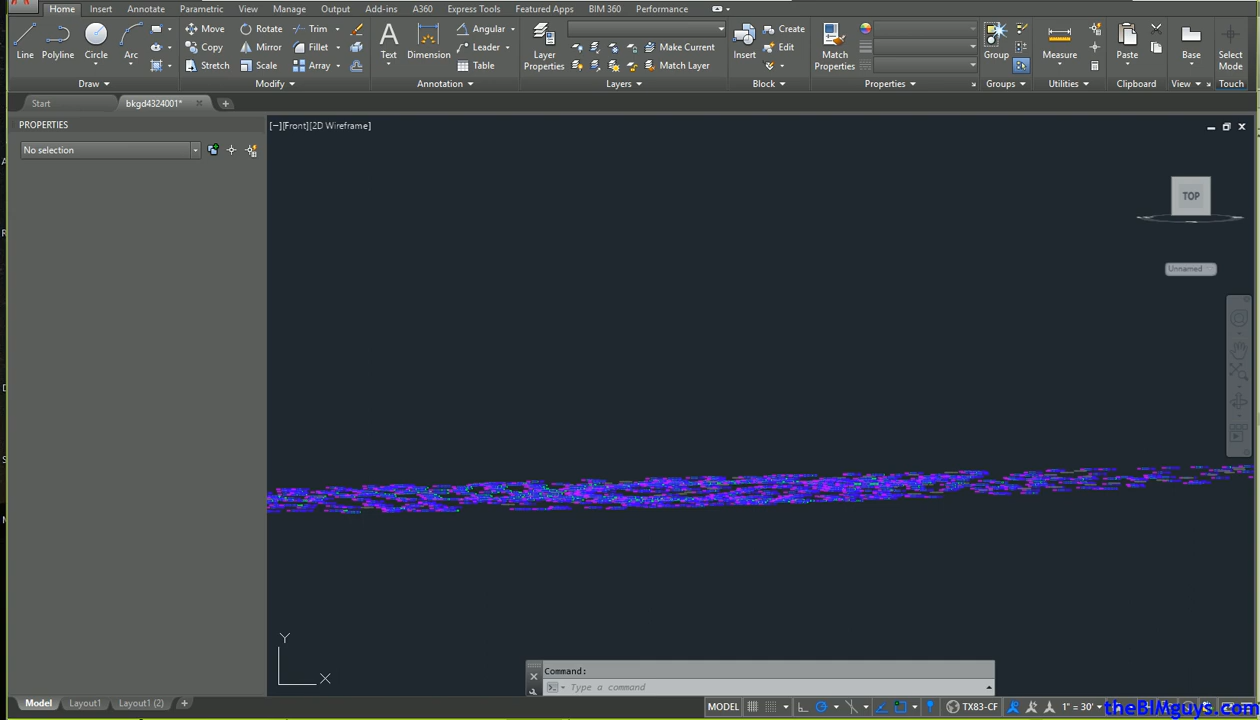 Home Insert Annotate Parametric View Manage Output Add-ins A360 Express Tools Featured Apps BIM 360 Performance
Line Polyline Circle Arc
Move Rotate Trim
Copy Mirror Fillet
Stretch Scale Array
Text Dimension
Angular
Leader
Table
Layer Properties
Make Current
Match Layer
Insert
Create
Edit
Match Properties
Group
Measure
Paste
Base
Select Mode
Draw Modify Annotation Layers Block Properties Groups Utilities Clipboard View Touch
Start bkgd4324001*
PROPERTIES
[−][Front][2D Wireframe]
No selection
TOP
Unnamed
Y
X
Command:
Type a command
Model Layout1 Layout1 (2)
MODEL TX83-CF 1" = 30'
theBIMguys.com